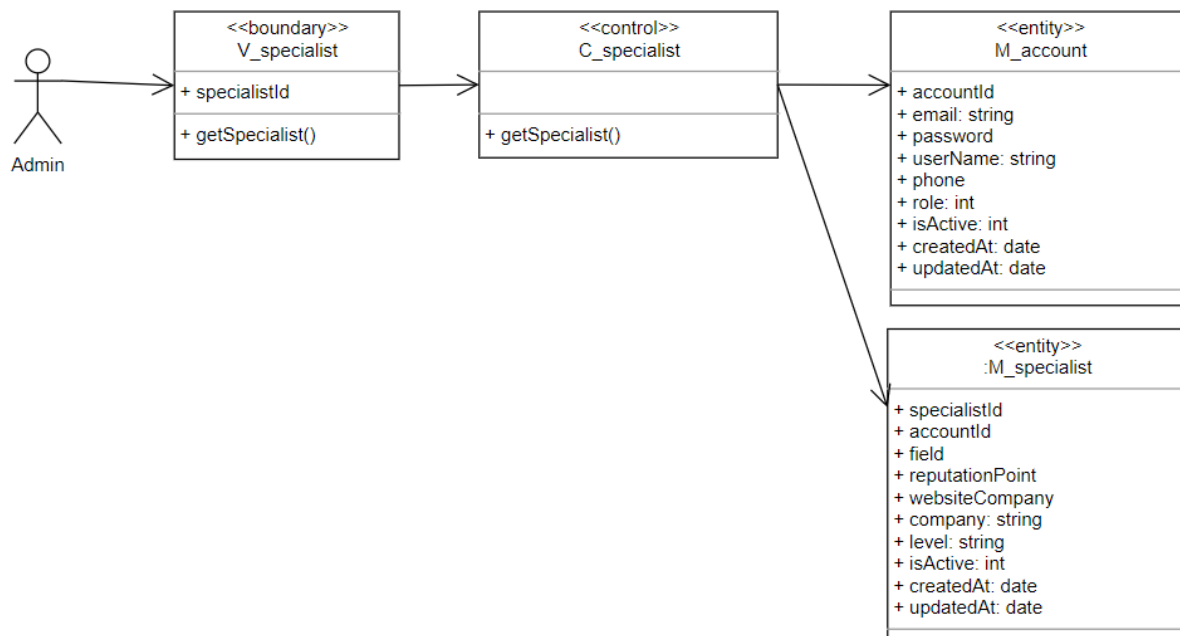 Admin
<<boundary>>
V_specialist
+ specialistId
+ getSpecialist()
<<control>>
C_specialist
+ getSpecialist()
<<entity>>
M_account
+ accountId
+ email: string
+ password
+ userName: string
+ phone
+ role: int
+ isActive: int
+ createdAt: date
+ updatedAt: date
<<entity>>
:M_specialist
+ specialistId
+ accountId
+ field
+ reputationPoint
+ websiteCompany
+ company: string
+ level: string
+ isActive: int
+ createdAt: date
+ updatedAt: date